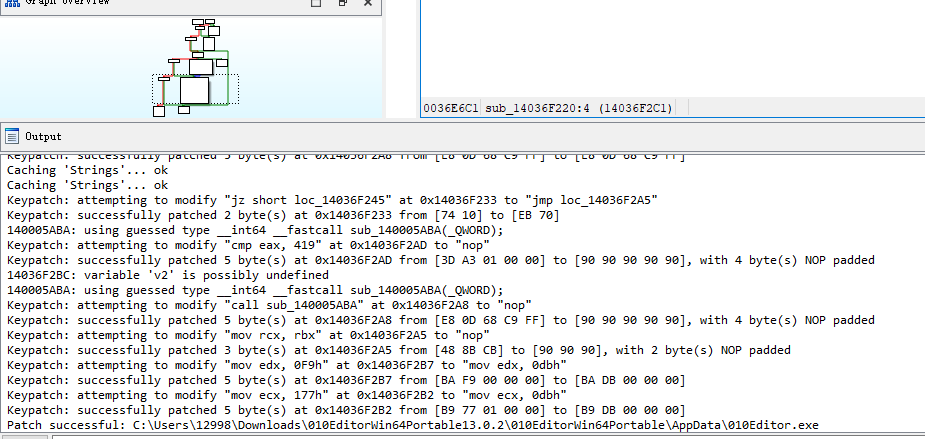 Graph overview
0036E6C1 sub_14036F220:4 (14036F2C1)
Output
Keypatch: successfully patched 5 byte(s) at 0x14036F2A8 from [E8 0D 68 C9 FF] to [E8 0D 68 C9 FF]
Caching 'Strings'... ok
Caching 'Strings'... ok
Keypatch: attempting to modify "jz short loc_14036F245" at 0x14036F233 to "jmp loc_14036F2A5"
Keypatch: successfully patched 2 byte(s) at 0x14036F233 from [74 10] to [EB 70]
140005ABA: using guessed type __int64 __fastcall sub_140005ABA(_QWORD);
Keypatch: attempting to modify "cmp eax, 419" at 0x14036F2AD to "nop"
Keypatch: successfully patched 5 byte(s) at 0x14036F2AD from [3D A3 01 00 00] to [90 90 90 90 90], with 4 byte(s) NOP padded
14036F2BC: variable 'v2' is possibly undefined
140005ABA: using guessed type __int64 __fastcall sub_140005ABA(_QWORD);
Keypatch: attempting to modify "call sub_140005ABA" at 0x14036F2A8 to "nop"
Keypatch: successfully patched 5 byte(s) at 0x14036F2A8 from [E8 0D 68 C9 FF] to [90 90 90 90 90], with 4 byte(s) NOP padded
Keypatch: attempting to modify "mov rcx, rbx" at 0x14036F2A5 to "nop"
Keypatch: successfully patched 3 byte(s) at 0x14036F2A5 from [48 8B CB] to [90 90 90], with 2 byte(s) NOP padded
Keypatch: attempting to modify "mov edx, 0F9h" at 0x14036F2B7 to "mov edx, 0dbh"
Keypatch: successfully patched 5 byte(s) at 0x14036F2B7 from [BA F9 00 00 00] to [BA DB 00 00 00]
Keypatch: attempting to modify "mov ecx, 177h" at 0x14036F2B2 to "mov ecx, 0dbh"
Keypatch: successfully patched 5 byte(s) at 0x14036F2B2 from [B9 77 01 00 00] to [B9 DB 00 00 00]
Patch successful: C:\Users\12998\Downloads\010EditorWin64Portable13.0.2\010EditorWin64Portable\AppData\010Editor.exe